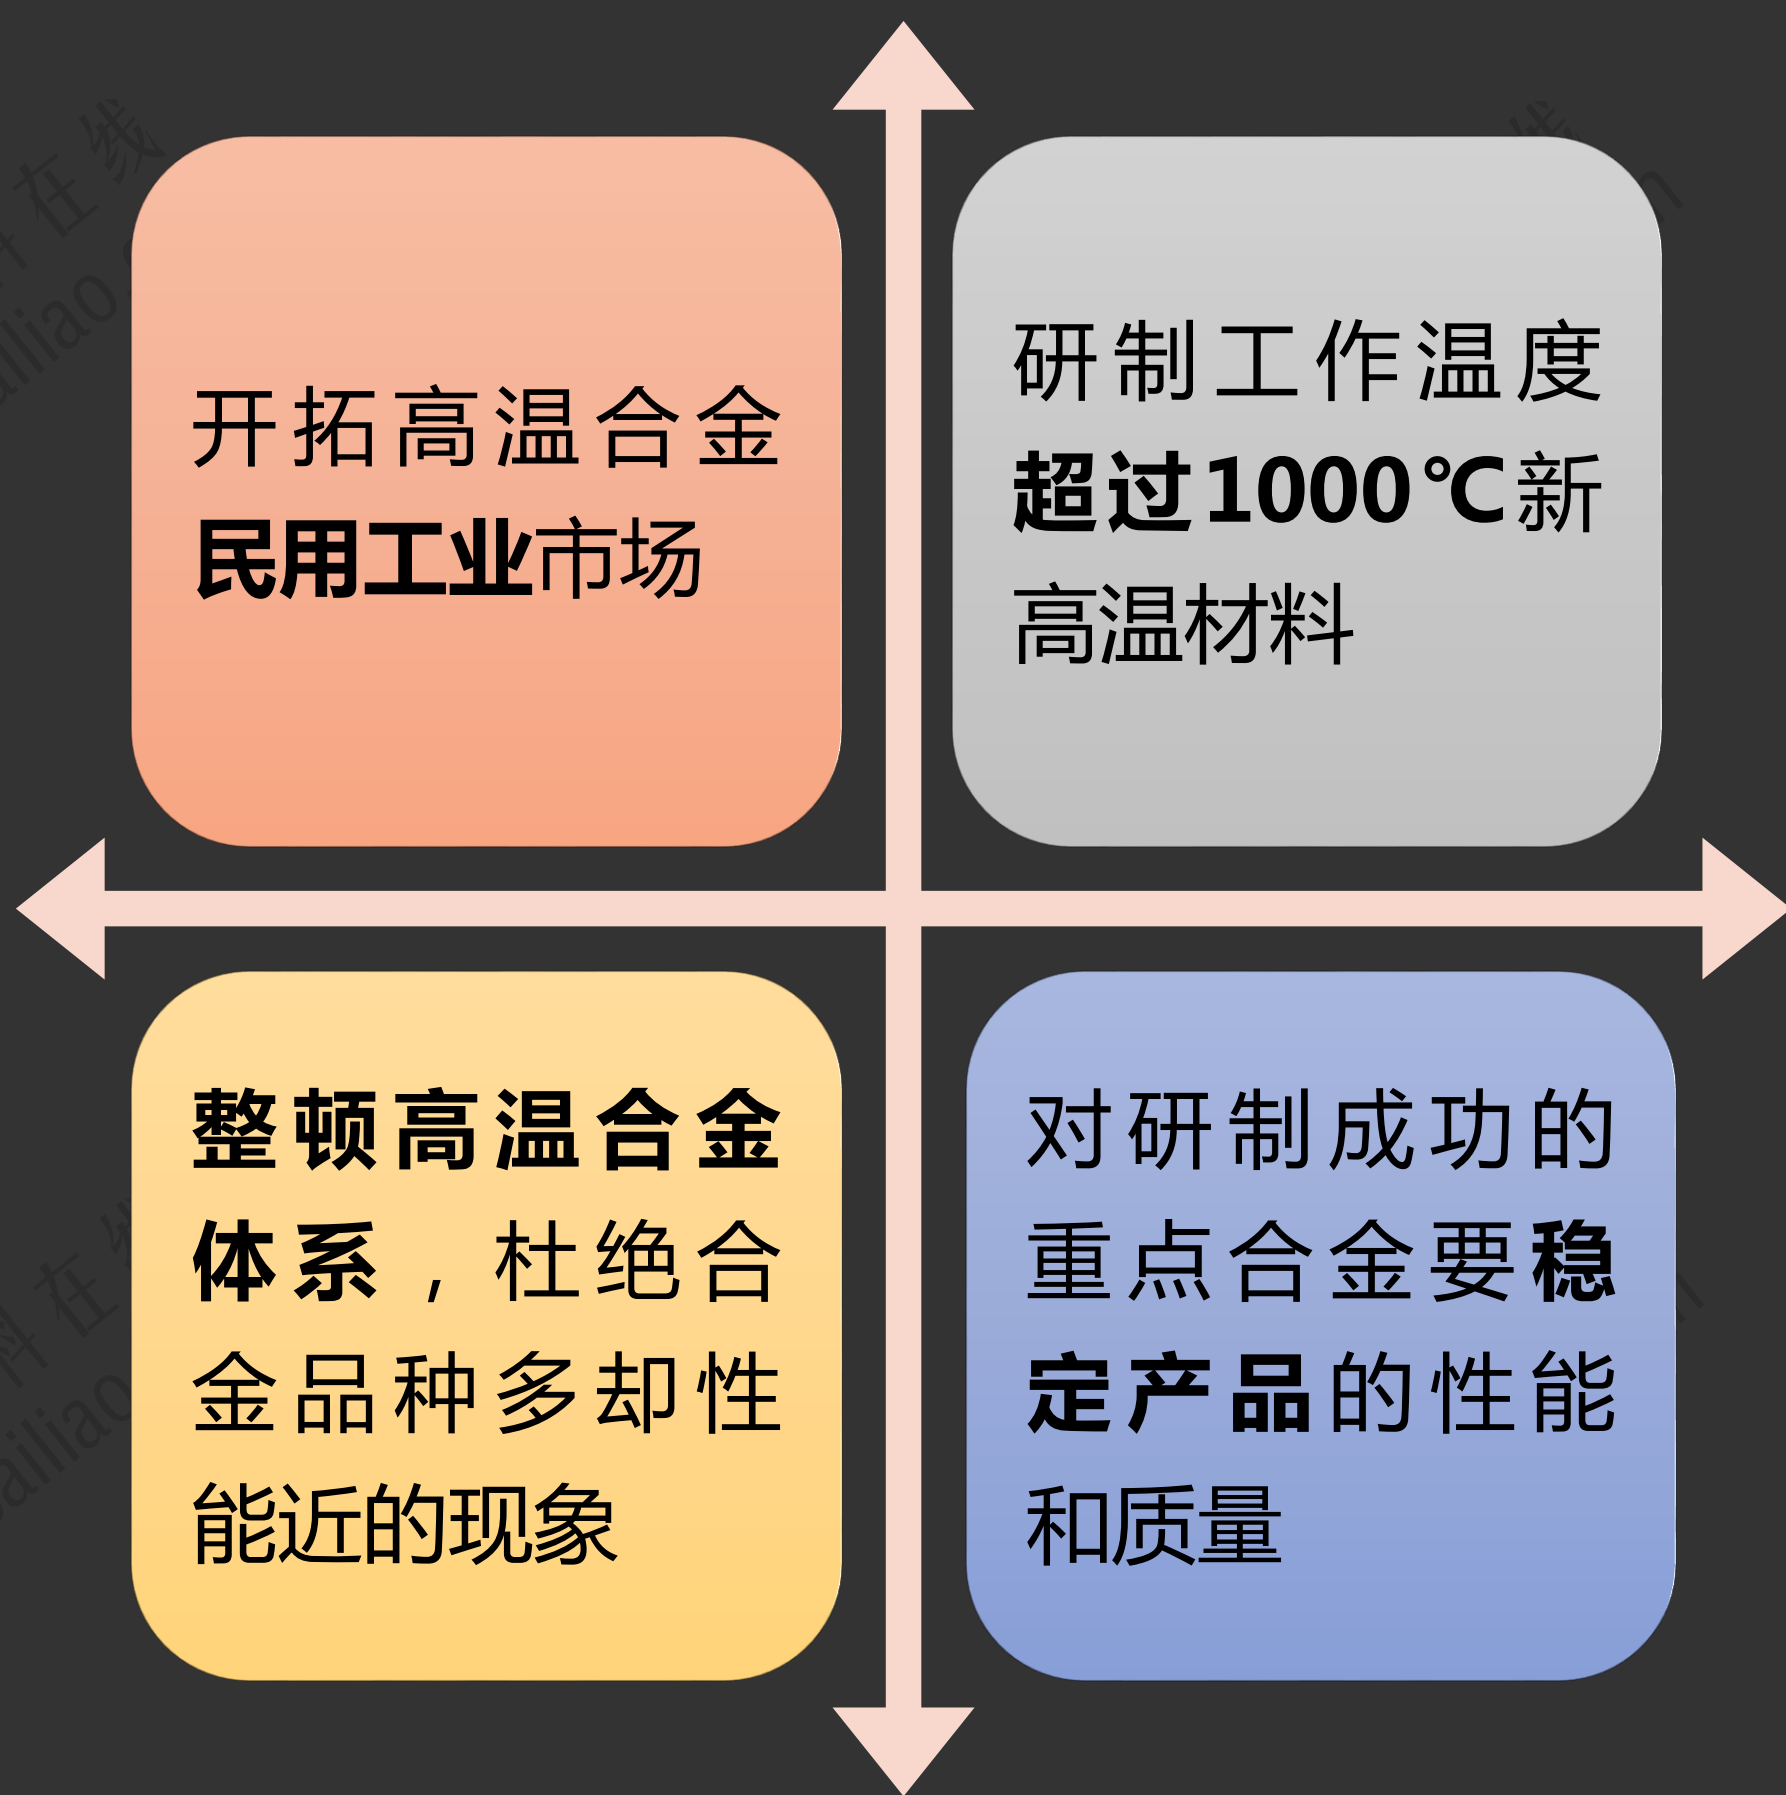 开拓高温合金
民用工业市场
研制工作温度
超过1000℃新
高温材料
整顿高温合金
体系，杜绝合
金品种多却性
能近的现象
对研制成功的
重点合金要稳
定产品的性能
和质量
在线